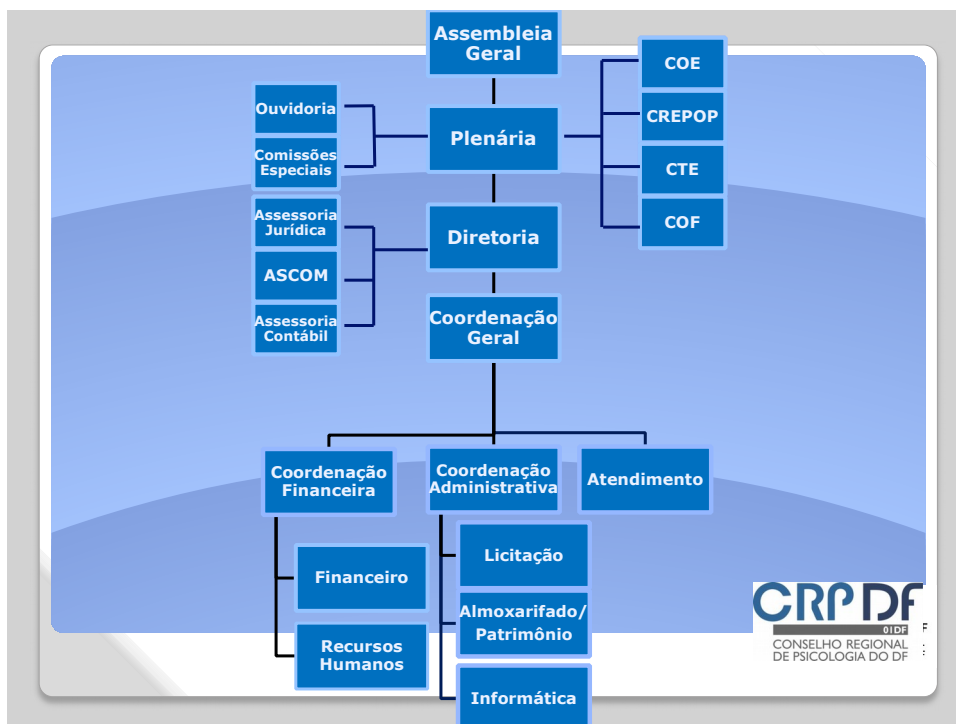 Assembleia
Geral
COE
Ouvidoria
CREPOP
Plenária
Comissões
Especiais
CTE
Assessoria
Jurídica
COF
Diretoria
ASCOM
Assessoria
Contábil
Coordenação
Geral
Coordenação
Financeira
Coordenação
Administrativa
Atendimento
Licitação
Financeiro
Almoxarifado/
Patrimônio
Recursos
Humanos
Informática
CRP DF
01DF
CONSELHO REGIONAL
DE PSICOLOGIA DO DF
F